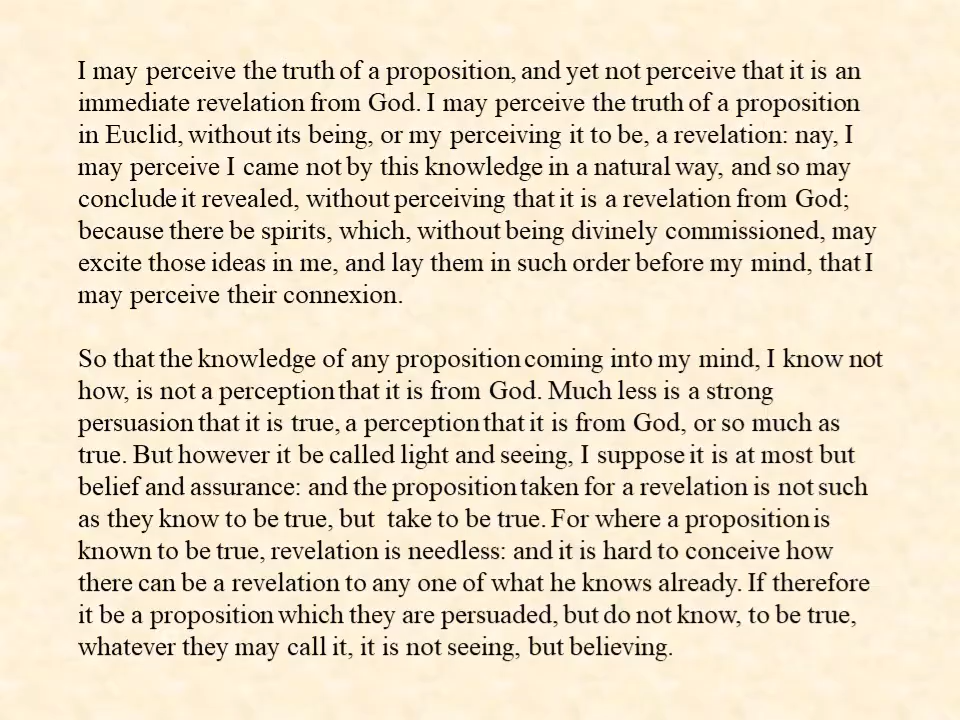 I may perceive the truth of a proposition, and yet not perceive that it is an
immediate revelation from God. I may perceive the truth of a proposition
in Euclid, without its being, or my perceiving it to be, a revelation: nay, I
may perceive I came not by this knowledge in a natural way, and so may
conclude it revealed, without perceiving that it is a revelation from God;
because there be spirits, which, without being divinely commissioned, may
excite those ideas in me, and lay them in such order before my mind, that I
may perceive their connexion.
So that the knowledge of any proposition coming into my mind, I know not
how, is not a perception that it is from God. Much less is a strong
persuasion that it is true, a perception that it is from God, or so much as
true. But however it be called light and seeing, I suppose it is at most but
belief and assurance: and the proposition taken for a revelation is not such
as they know to be true, but  take to be true. For where a proposition is
known to be true, revelation is needless: and it is hard to conceive how
there can be a revelation to any one of what he knows already. If therefore
it be a proposition which they are persuaded, but do not know, to be true,
whatever they may call it, it is not seeing, but believing.